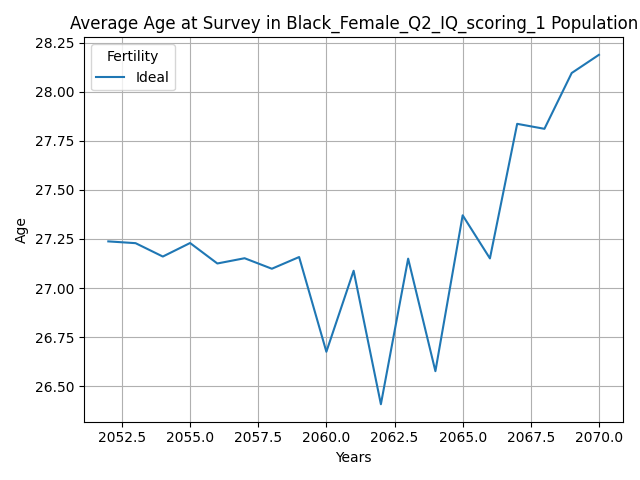 Average Age at Survey in Black_Female_Q2_IQ_scoring_1 Population
Fertility
Ideal
28.25
28.00
27.75
27.50
27.25
27.00
26.75
26.50
Age
2052.5 2055.0 2057.5 2060.0 2062.5 2065.0 2067.5 2070.0
Years